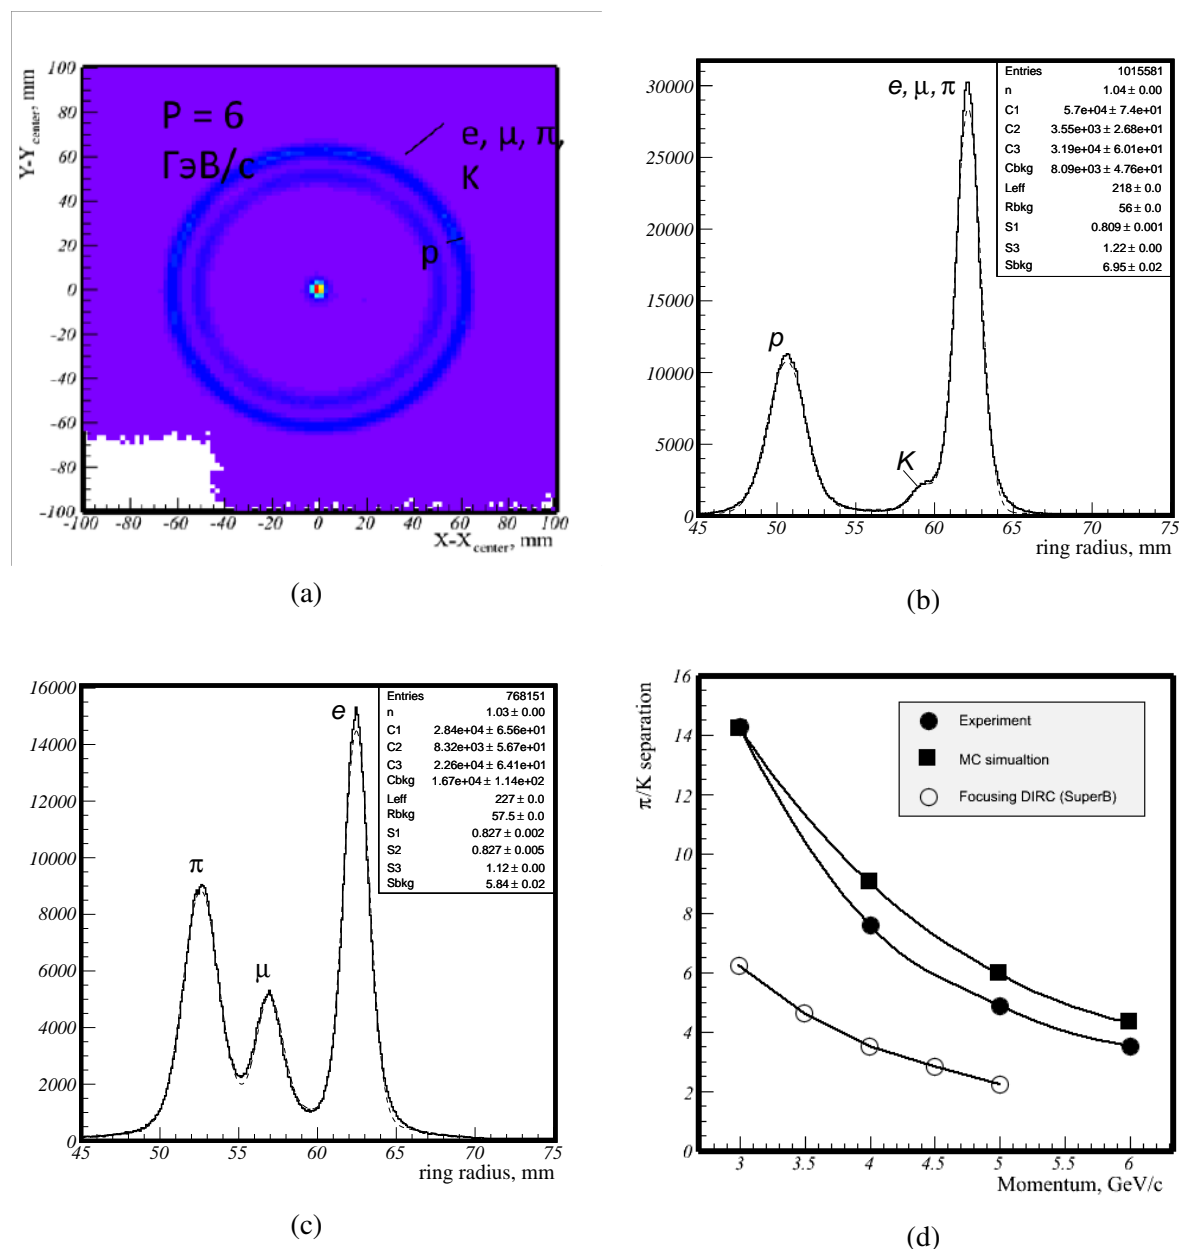 P = 6
ГэВ/с
e, μ, π,
K
p
Y-Ycenter, mm
100
80
60
40
20
0
-20
-40
-60
-80
-100
-100 -80 -60 -40 -20 0 20 40 60 80 100
X-Xcenter, mm
(a)
30000
25000
20000
15000
10000
5000
0
e, μ, π
p
K
Entries 1015581
n 1.04 ± 0.00
C1 5.7e+04 ± 7.4e+01
C2 3.55e+03 ± 2.68e+01
C3 3.19e+04 ± 6.01e+01
Cbkg 8.09e+03 ± 4.76e+01
Leff 218 ± 0.0
Rbkg 56 ± 0.0
S1 0.809 ± 0.001
S3 1.22 ± 0.00
Sbkg 6.95 ± 0.02
45 50 55 60 65 70 75
ring radius, mm
(b)
16000
14000
12000
10000
8000
6000
4000
2000
0
π
μ
e
Entries 768151
n 1.03 ± 0.00
C1 2.84e+04 ± 6.56e+01
C2 8.32e+03 ± 5.67e+01
C3 2.26e+04 ± 6.41e+01
Cbkg 1.67e+04 ± 1.14e+02
Leff 227 ± 0.0
Rbkg 57.5 ± 0.0
S1 0.827 ± 0.002
S2 0.827 ± 0.005
S3 1.12 ± 0.00
Sbkg 5.84 ± 0.02
45 50 55 60 65 70 75
ring radius, mm
(c)
π/K separation
16
14
12
10
8
6
4
2
0
Experiment
MC simualtion
Focusing DIRC (SuperB)
3 3.5 4 4.5 5 5.5 6
Momentum, GeV/c
(d)